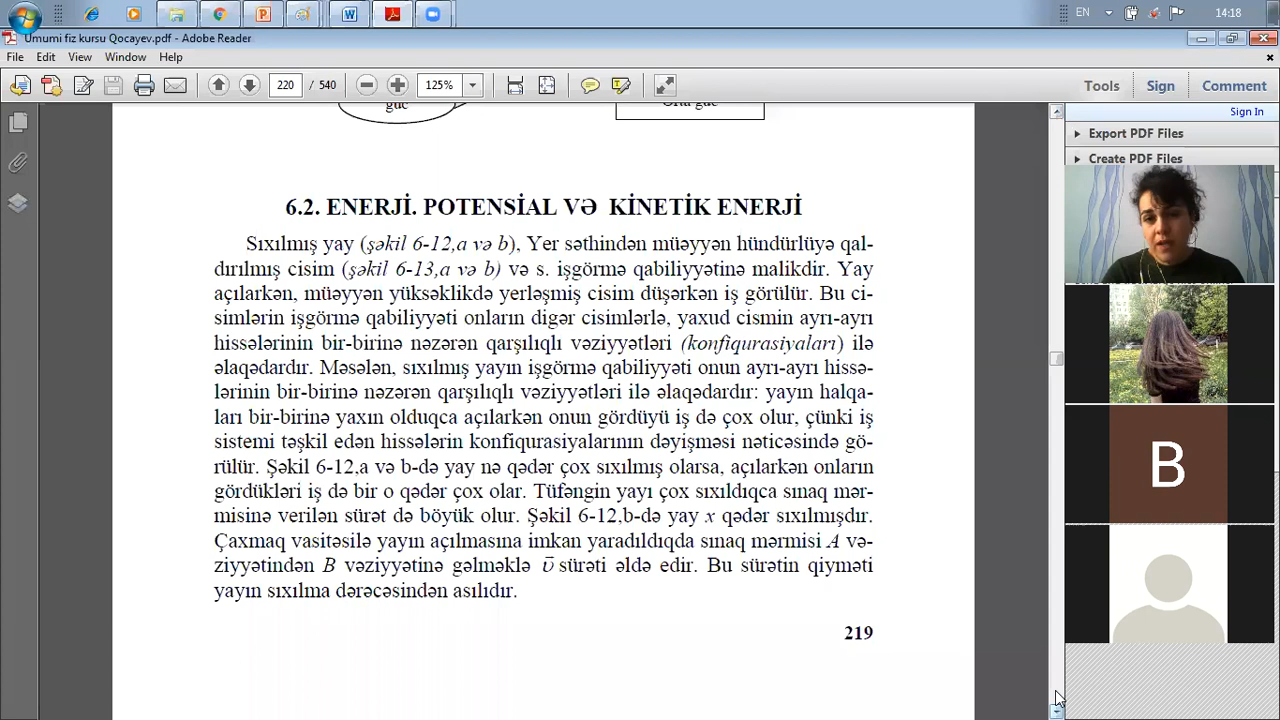 EN
14:18
Umumi fiz kursu Qocayev.pdf - Adobe Reader
File Edit View Window Help
220 / 540 125% Tools Sign Comment
Sign In
Export PDF Files
Create PDF Files
güc
Orta güc
6.2. ENERJİ. POTENSİAL VƏ KİNETİK ENERJİ
Sıxılmış yay (şəkil 6-12,a və b), Yer səthindən müəyyən hündürlüyə qal-
dırılmış cisim (şəkil 6-13,a və b) və s. işgörmə qabiliyyətinə malikdir. Yay
açılarkən, müəyyən yüksəklikdə yerləşmiş cisim düşərkən iş görülür. Bu ci-
simlərin işgörmə qabiliyyəti onların digər cisimlərlə, yaxud cismin ayrı-ayrı
hissələrinin bir-birinə nəzərən qarşılıqlı vəziyyətləri (konfiqurasiyaları) ilə
əlaqədardır. Məsələn, sıxılmış yayın işgörmə qabiliyyəti onun ayrı-ayrı hissə-
lərinin bir-birinə nəzərən qarşılıqlı vəziyyətləri ilə əlaqədardır: yayın halqa-
ları bir-birinə yaxın olduqca açılarkən onun gördüyü iş də çox olur, çünki iş
sistemi təşkil edən hissələrin konfiqurasiyalarının dəyişməsi nəticəsində gö-
rülür. Şəkil 6-12,a və b-də yay nə qədər çox sıxılmış olarsa, açılarkən onların
gördükləri iş də bir o qədər çox olar. Tüfəngin yayı çox sıxıldıqca sınaq mər-
misinə verilən sürət də böyük olur. Şəkil 6-12,b-də yay x qədər sıxılmışdır.
Çaxmaq vasitəsilə yayın açılmasına imkan yaradıldıqda sınaq mərmisi A və-
ziyyətindən B vəziyyətinə gəlməklə ῡ sürəti əldə edir. Bu sürətin qiyməti
yayın sıxılma dərəcəsindən asılıdır.
219
B